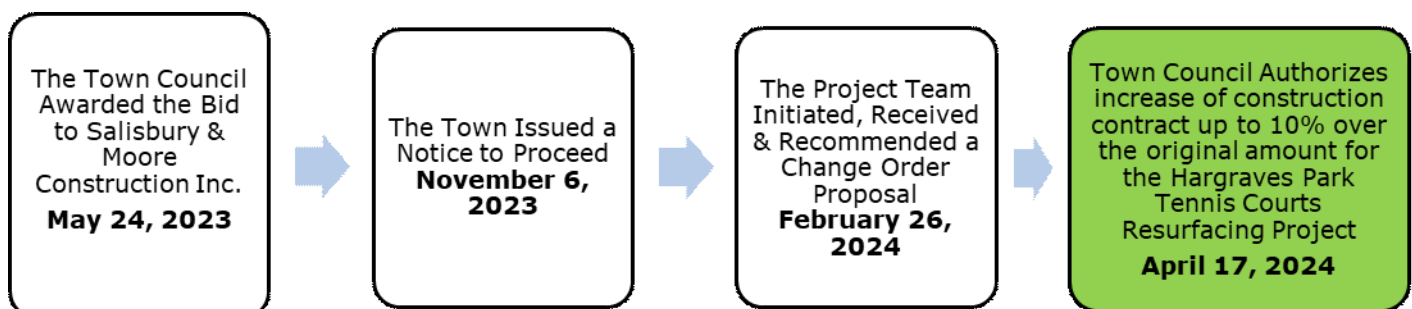 The Town Council
Awarded the Bid
to Salisbury &
Moore
Construction Inc.
May 24, 2023
The Town Issued a
Notice to Proceed
November 6,
2023
The Project Team
Initiated, Received
& Recommended a
Change Order
Proposal
February 26,
2024
Town Council Authorizes
increase of construction
contract up to 10% over
the original amount for
the Hargraves Park
Tennis Courts
Resurfacing Project
April 17, 2024